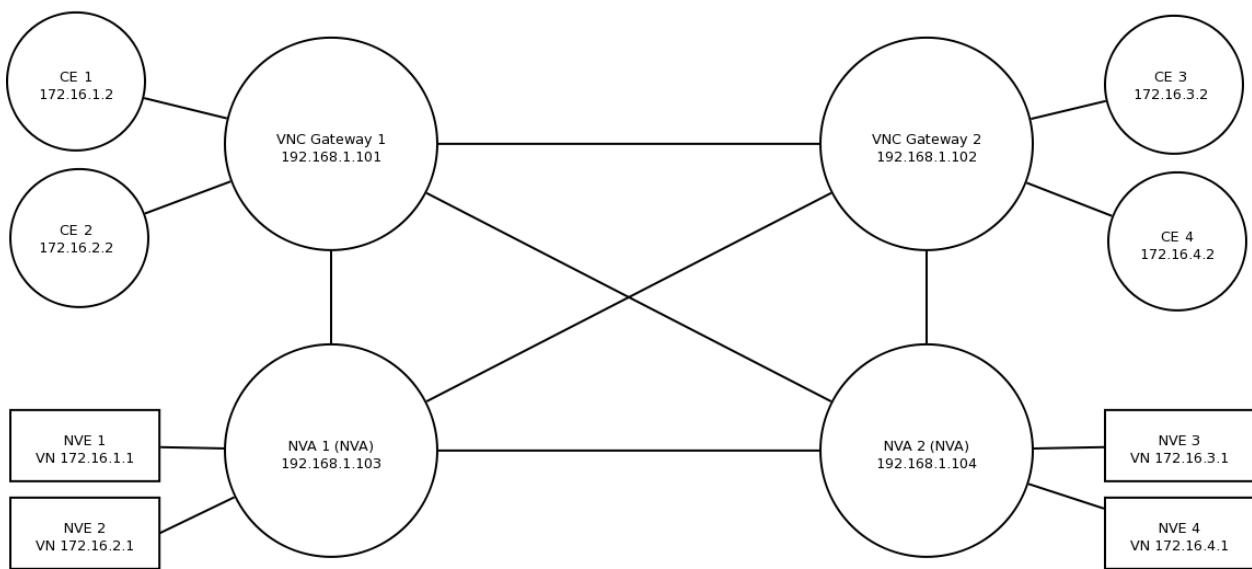 CE 1
172.16.1.2
VNC Gateway 1
192.168.1.101
VNC Gateway 2
192.168.1.102
CE 3
172.16.3.2
CE 2
172.16.2.2
CE 4
172.16.4.2
NVE 1
VN 172.16.1.1
NVA 1 (NVA)
192.168.1.103
NVA 2 (NVA)
192.168.1.104
NVE 3
VN 172.16.3.1
NVE 2
VN 172.16.2.1
NVE 4
VN 172.16.4.1